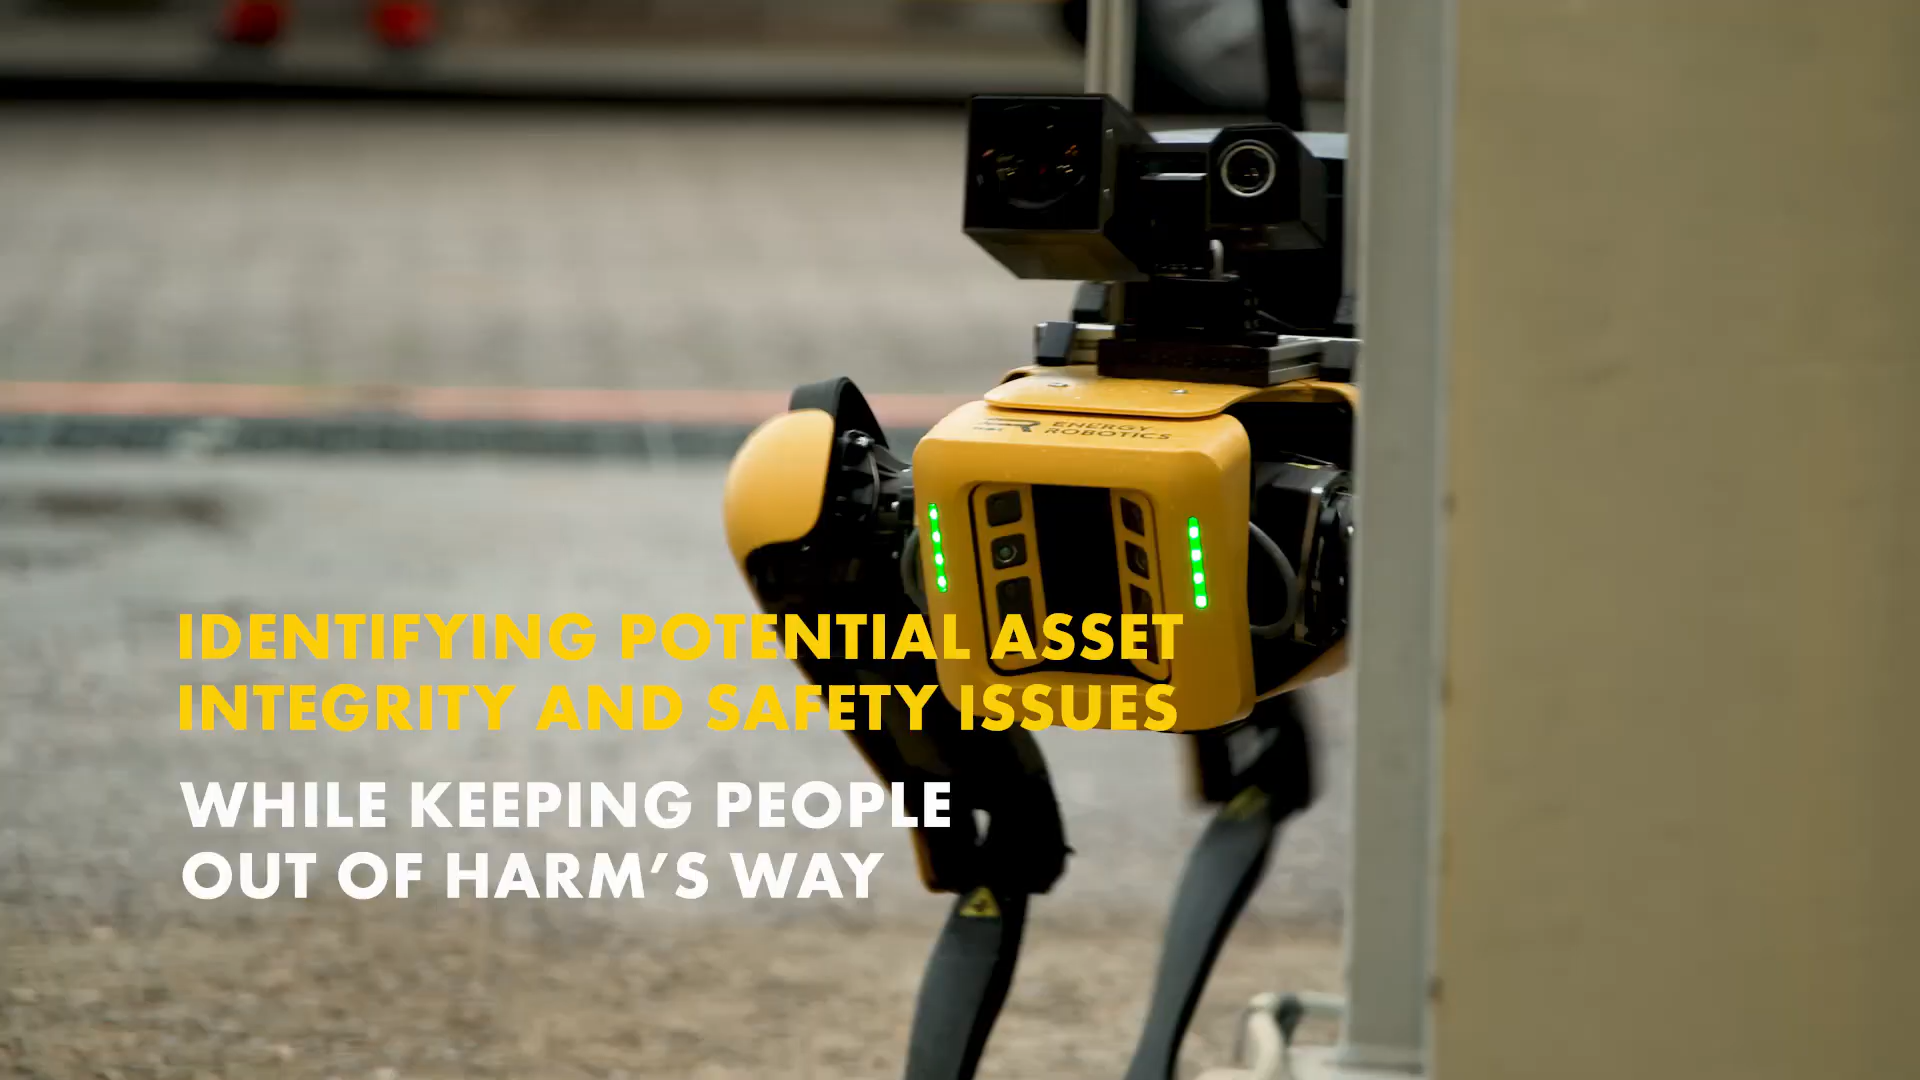 ENERGY
ROBOTICS
IDENTIFYING POTENTIAL ASSET
INTEGRITY AND SAFETY ISSUES
WHILE KEEPING PEOPLE
OUT OF HARM’S WAY